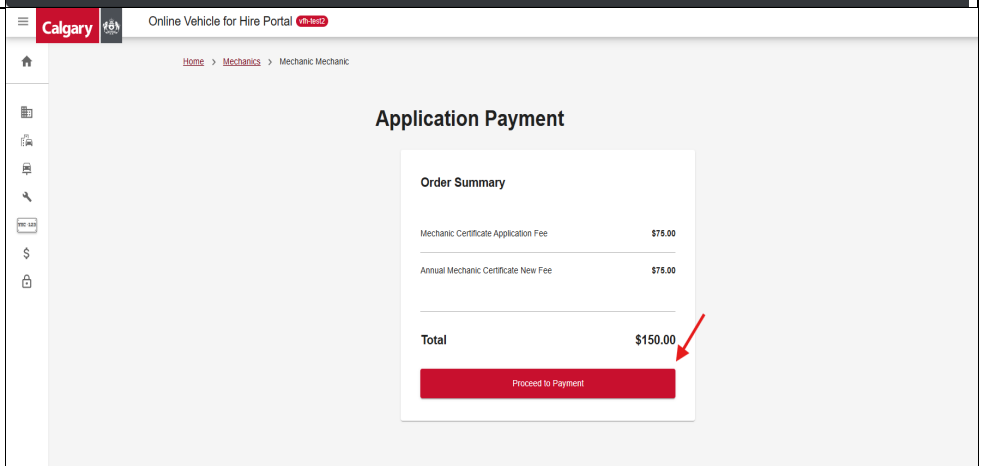 Calgary
Online Vehicle for Hire Portal vfh-test2
Home > Mechanics > Mechanic Mechanic
Application Payment
Order Summary
Mechanic Certificate Application Fee $75.00
Annual Mechanic Certificate New Fee $75.00
Total $150.00
Proceed to Payment